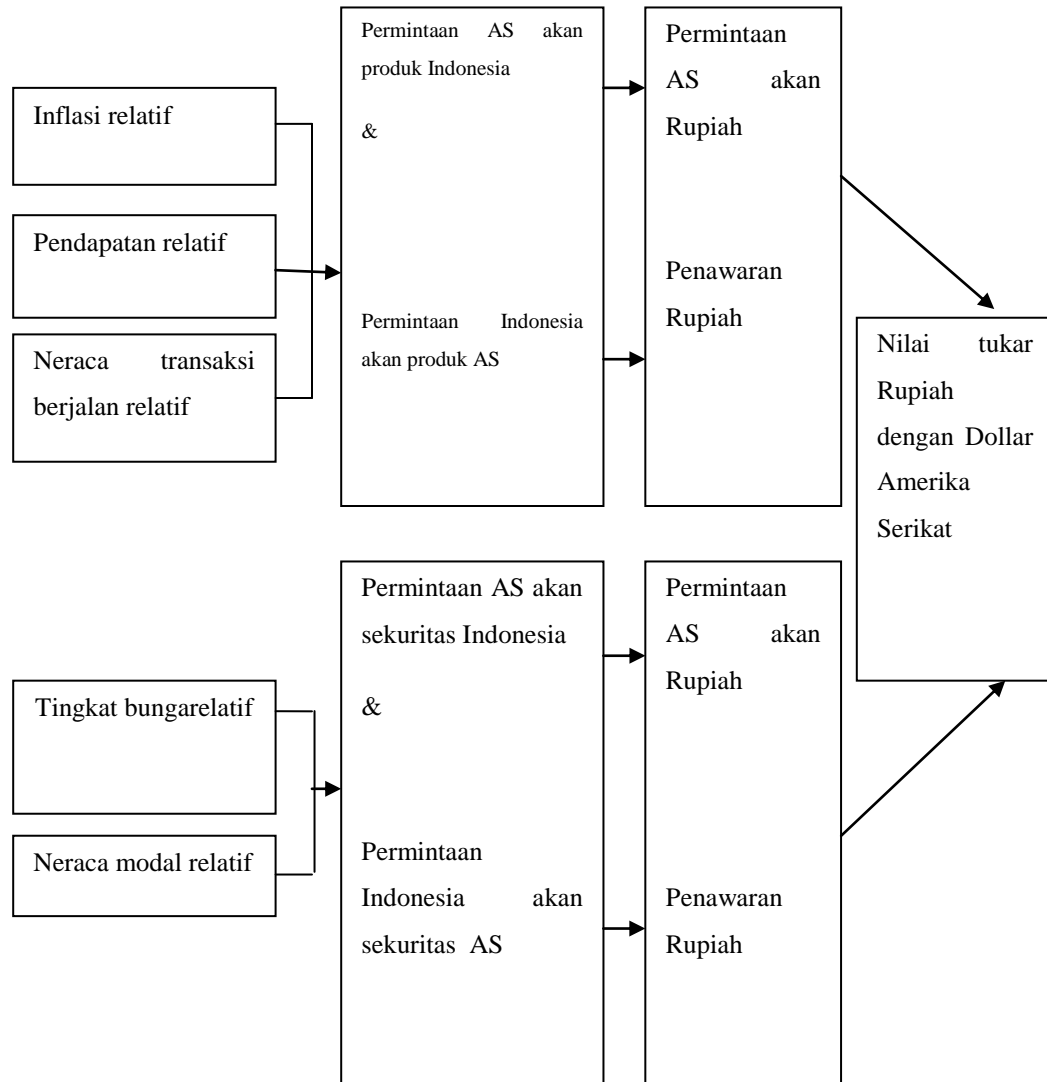 Inflasi relatif
Pendapatan relatif
Neraca transaksi
berjalan relatif
Permintaan AS akan
produk Indonesia
&
Permintaan Indonesia
akan produk AS
Permintaan
AS akan
Rupiah
Penawaran
Rupiah
Nilai tukar
Rupiah
dengan Dollar
Amerika
Serikat
Tingkat bungarelatif
Neraca modal relatif
Permintaan AS akan
sekuritas Indonesia
&
Permintaan
Indonesia akan
sekuritas AS
Permintaan
AS akan
Rupiah
Penawaran
Rupiah